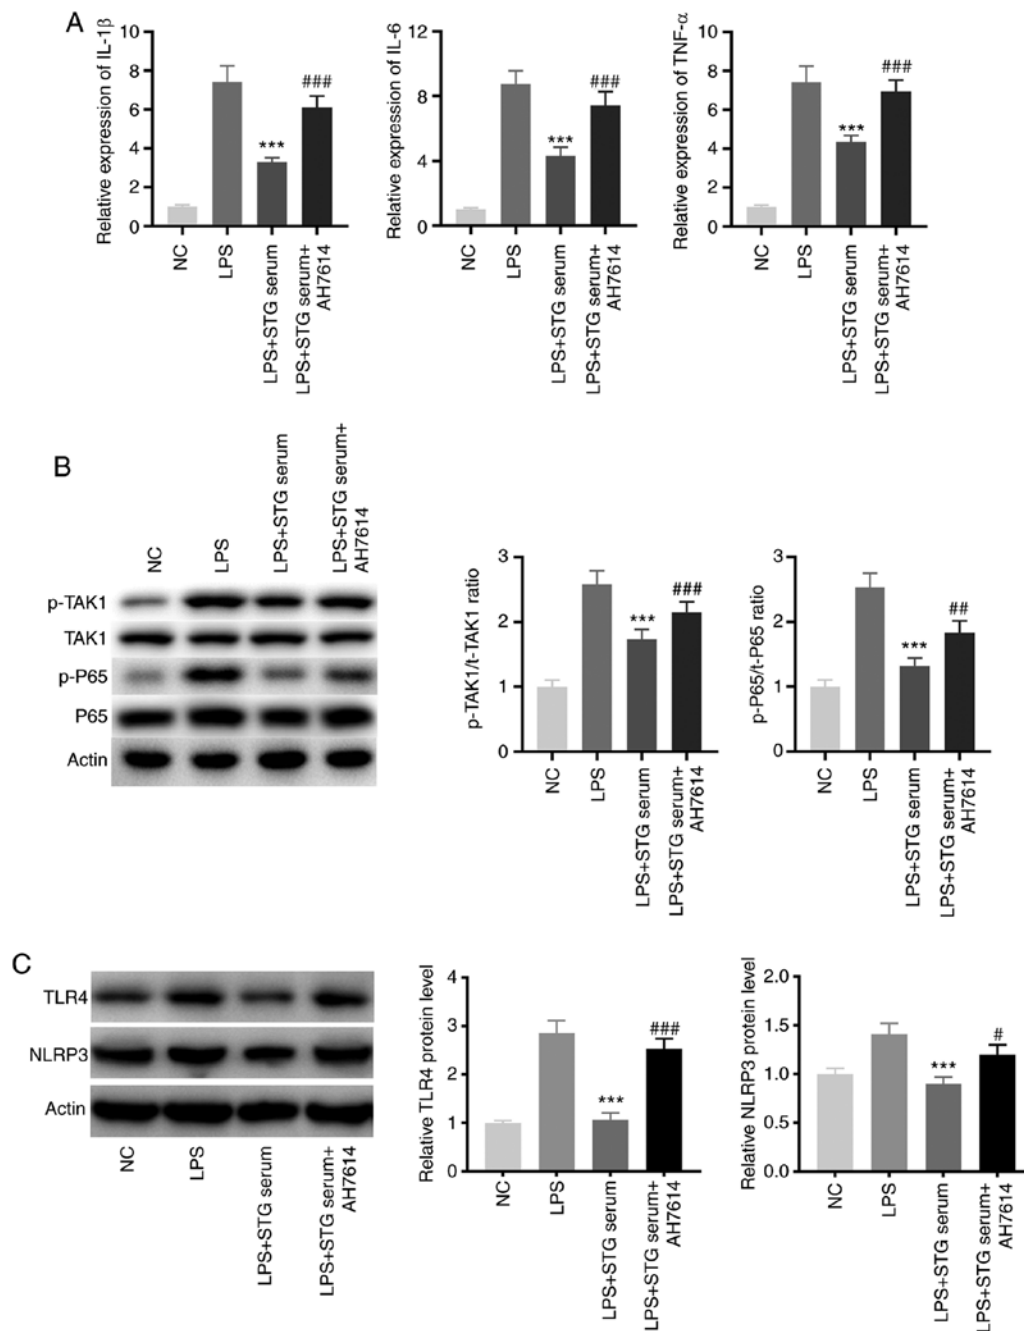 A
Relative expression of IL-1β
10
8
6
4
2
0
***
###
NC
LPS
LPS+STG serum
LPS+STG serum+
AH7614
Relative expression of IL-6
12
8
4
0
***
###
NC
LPS
LPS+STG serum
LPS+STG serum+
AH7614
Relative expression of TNF-α
10
8
6
4
2
0
***
###
NC
LPS
LPS+STG serum
LPS+STG serum+
AH7614
B
NC
LPS
LPS+STG serum
LPS+STG serum+
AH7614
p-TAK1
TAK1
p-P65
P65
Actin
p-TAK1/t-TAK1 ratio
3
2
1
0
***
###
NC
LPS
LPS+STG serum
LPS+STG serum+
AH7614
p-P65/t-P65 ratio
3
2
1
0
***
##
NC
LPS
LPS+STG serum
LPS+STG serum+
AH7614
C
TLR4
NLRP3
Actin
NC
LPS
LPS+STG serum
LPS+STG serum+
AH7614
Relative TLR4 protein level
4
3
2
1
0
***
###
NC
LPS
LPS+STG serum
LPS+STG serum+
AH7614
Relative NLRP3 protein level
2.0
1.5
1.0
0.5
0.0
***
#
NC
LPS
LPS+STG serum
LPS+STG serum+
AH7614